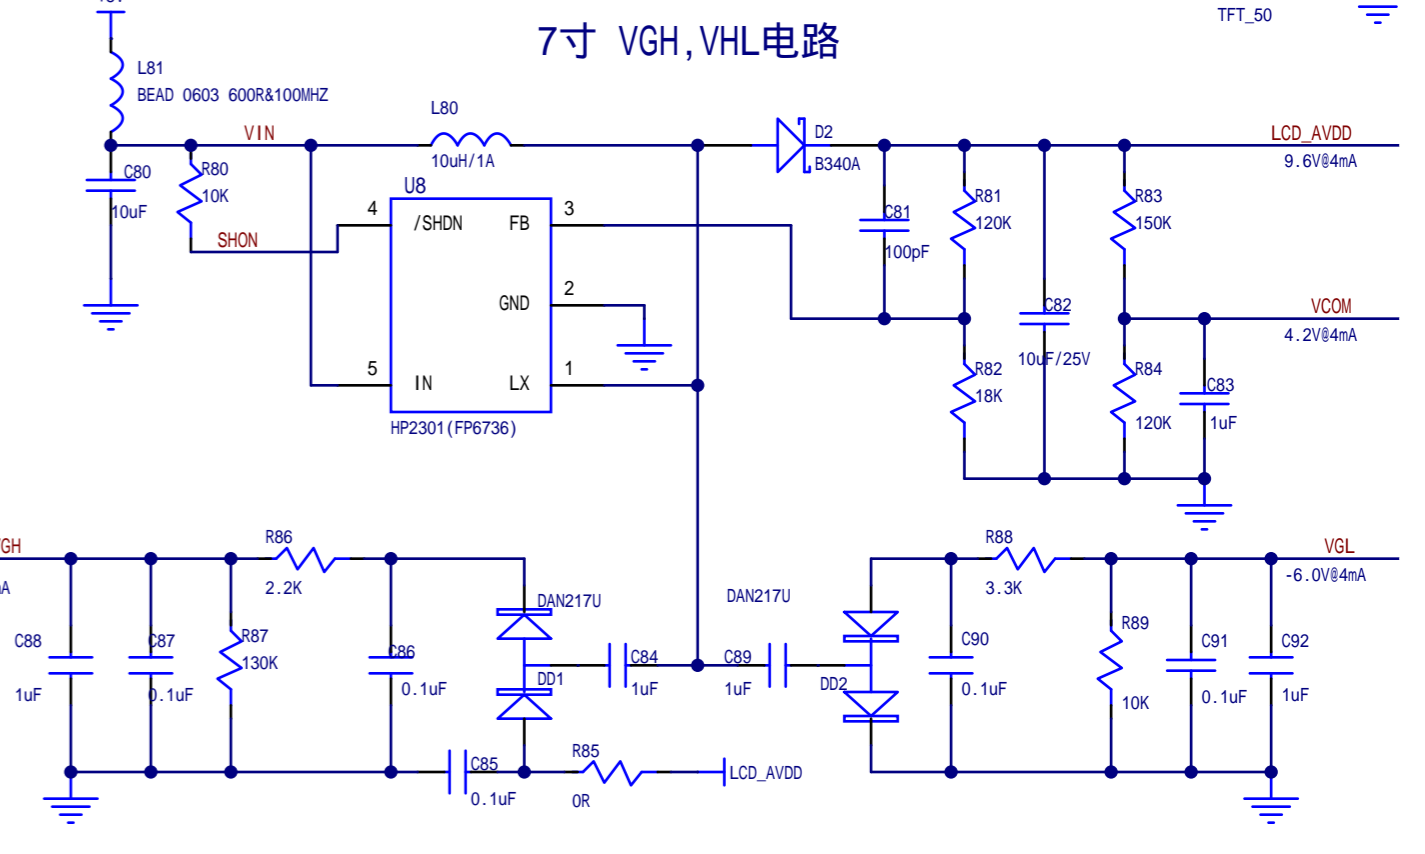 TFT_50
7寸 VGH,VHL电路
L81
BEAD 0603 600R&100MHZ
L80
VIN
D2
LCD_AVDD
10uH/1A
B340A
9.6V@4mA
C80
R80
U8
10K
R81
R83
10uF
4
3
C81
/SHDN
FB
120K
150K
SHON
100pF
2
GND
C82
VCOM
4.2V@4mA
10uF/25V
5
IN
LX
1
R82
R84
C83
18K
120K
1uF
HP2301(FP6736)
R86
R88
VGL
2.2K
3.3K
-6.0V@4mA
DAN217U
DAN217U
C88
C87
R87
C86
C84
C89
C90
R89
C91
C92
130K
DD1
DD2
1uF
0.1uF
0.1uF
1uF
1uF
0.1uF
10K
0.1uF
1uF
C85
R85
LCD_AVDD
0.1uF
0R